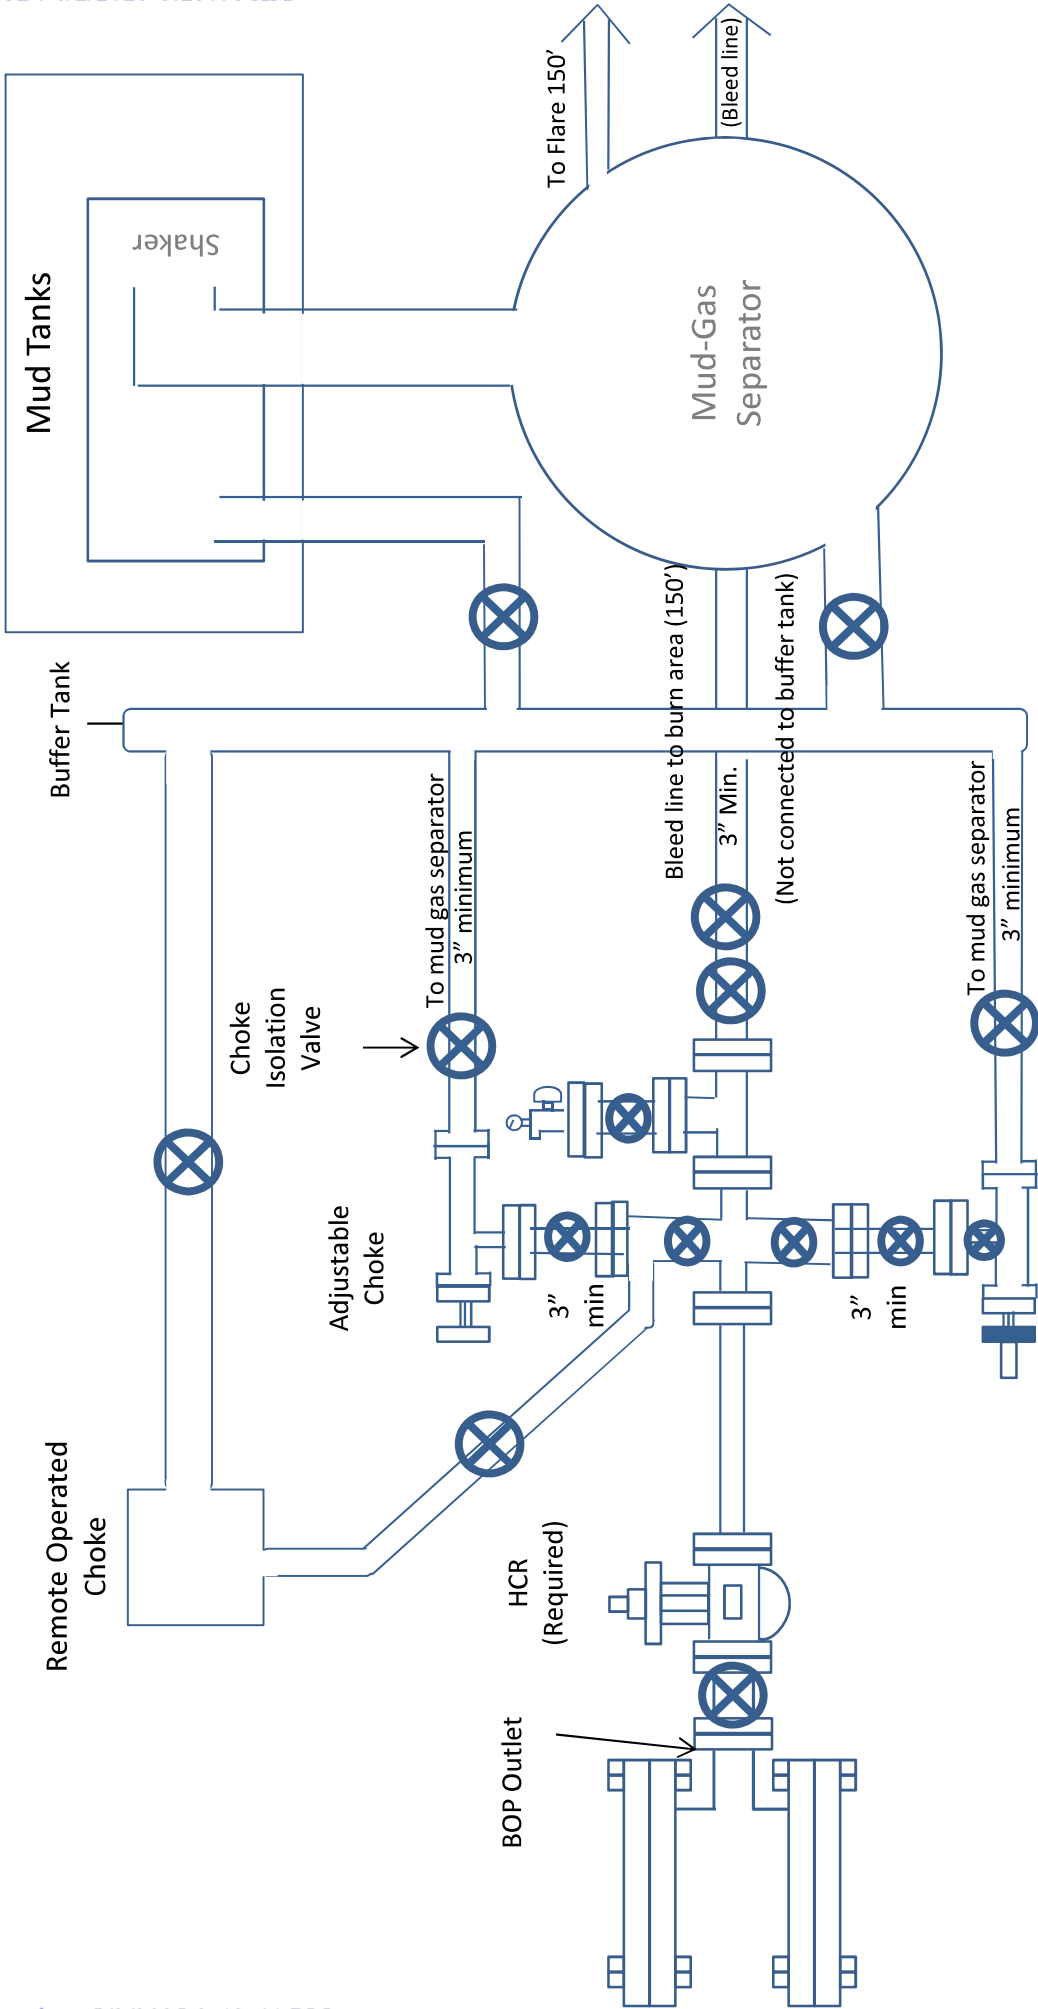 Mud Tanks
Shaker
To Flare 150’
(Bleed line)
Mud-Gas
Separator
Buffer Tank
Bleed line to burn area (150’)
3” Min.
(Not connected to buffer tank)
To mud gas separator
3” minimum
To mud gas separator
3” minimum
Choke
Isolation
Valve
Adjustable
Choke
3”
min
3”
min
Remote Operated
Choke
HCR
(Required)
BOP Outlet